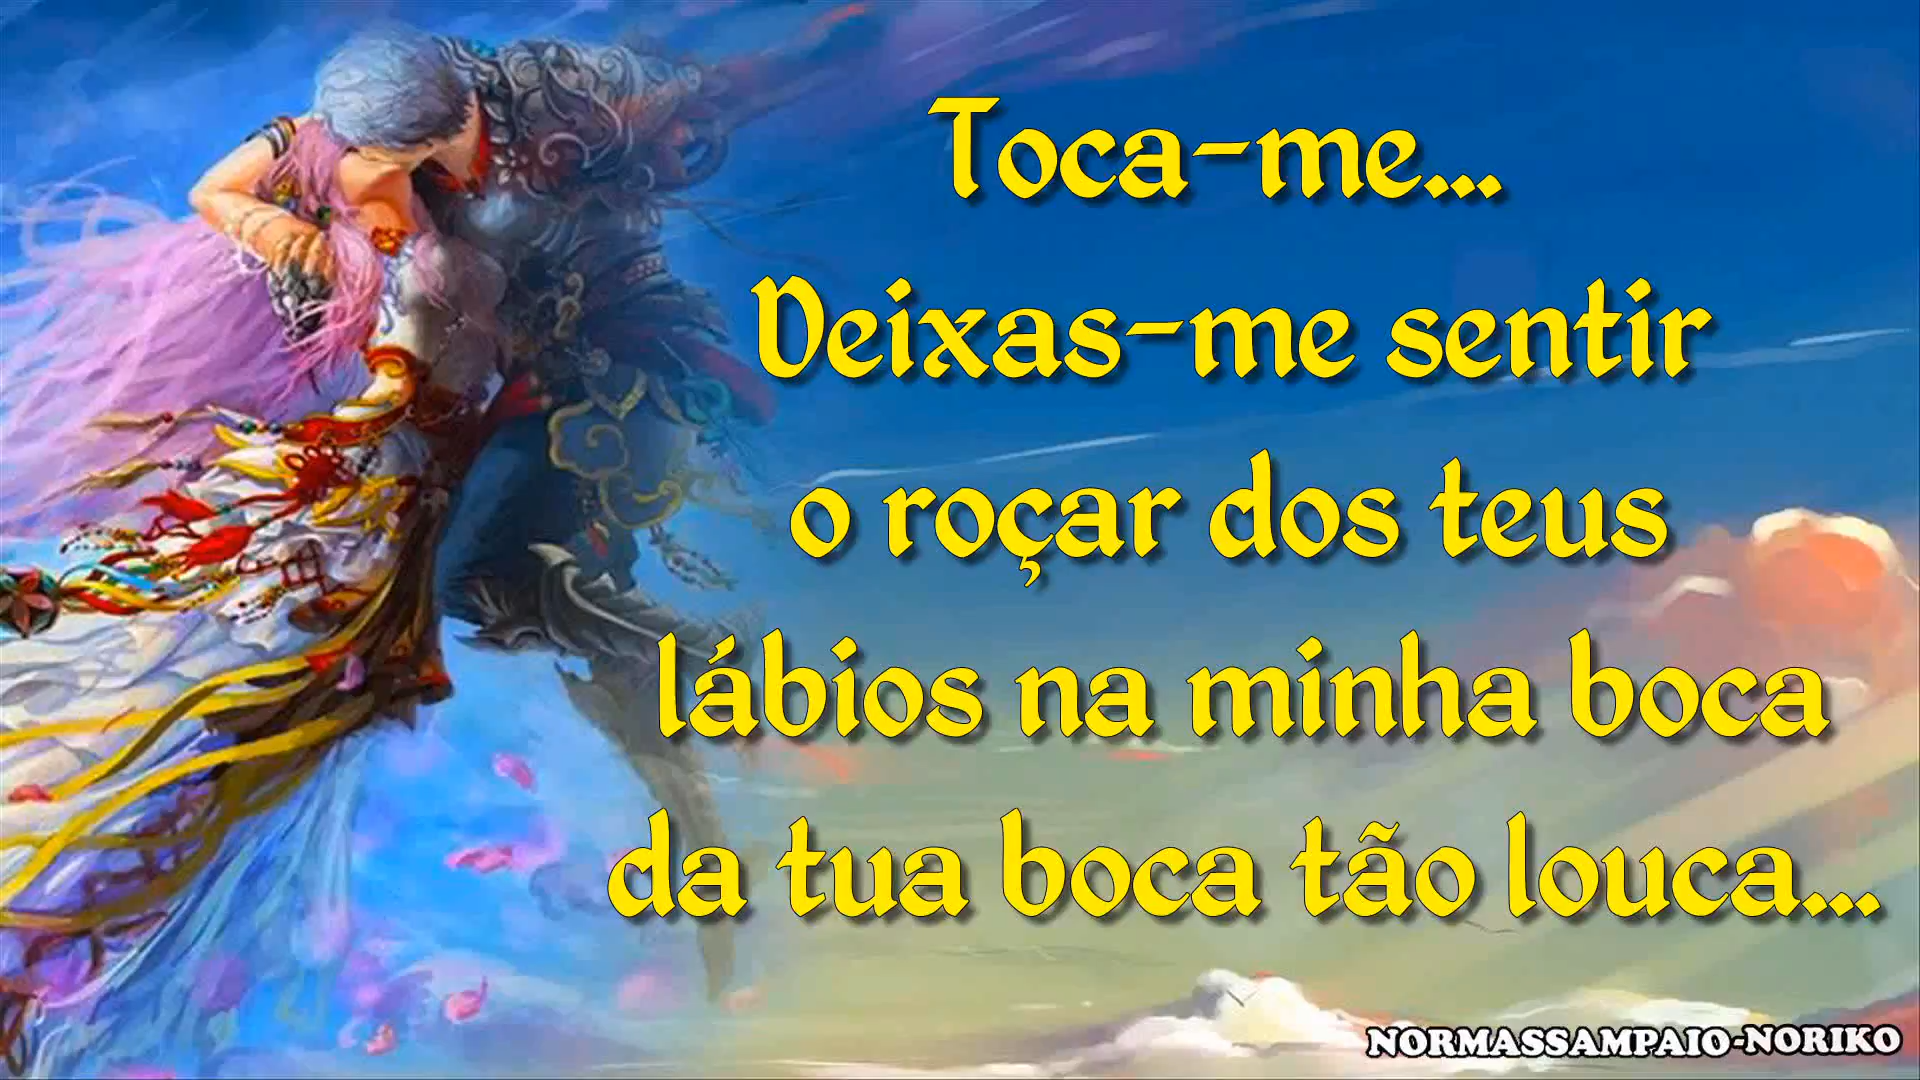 Toca-me...
Deixas-me sentir
o roçar dos teus
lábios na minha boca
da tua boca tão louca...
NORMASSAMPAIO-NORIKO